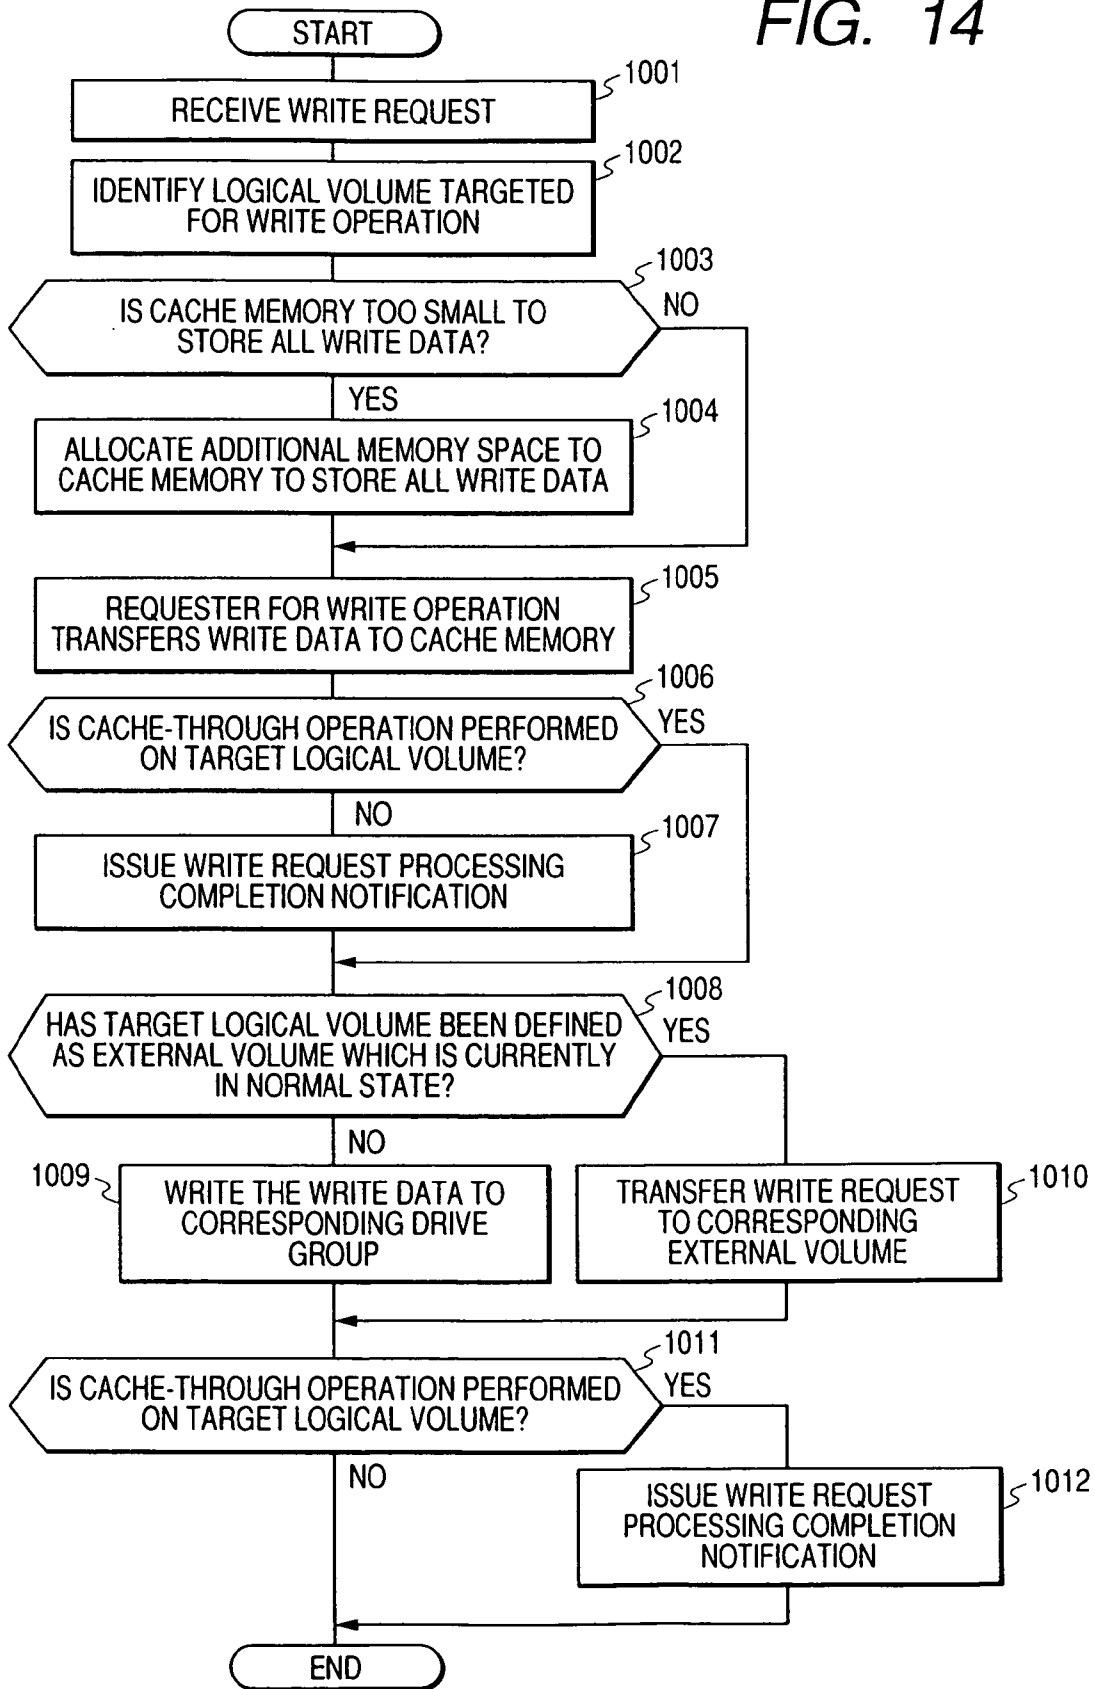 FIG. 14
START
1001
RECEIVE WRITE REQUEST
1002
IDENTIFY LOGICAL VOLUME TARGETED
FOR WRITE OPERATION
1003
IS CACHE MEMORY TOO SMALL TO
STORE ALL WRITE DATA?
NO
YES
1004
ALLOCATE ADDITIONAL MEMORY SPACE TO
CACHE MEMORY TO STORE ALL WRITE DATA
1005
REQUESTER FOR WRITE OPERATION
TRANSFERS WRITE DATA TO CACHE MEMORY
1006
IS CACHE-THROUGH OPERATION PERFORMED
ON TARGET LOGICAL VOLUME?
YES
NO
1007
ISSUE WRITE REQUEST PROCESSING
COMPLETION NOTIFICATION
1008
HAS TARGET LOGICAL VOLUME BEEN DEFINED
AS EXTERNAL VOLUME WHICH IS CURRENTLY
IN NORMAL STATE?
YES
NO
1009
WRITE THE WRITE DATA TO
CORRESPONDING DRIVE
GROUP
1010
TRANSFER WRITE REQUEST
TO CORRESPONDING
EXTERNAL VOLUME
1011
IS CACHE-THROUGH OPERATION PERFORMED
ON TARGET LOGICAL VOLUME?
YES
NO
1012
ISSUE WRITE REQUEST
PROCESSING COMPLETION
NOTIFICATION
END